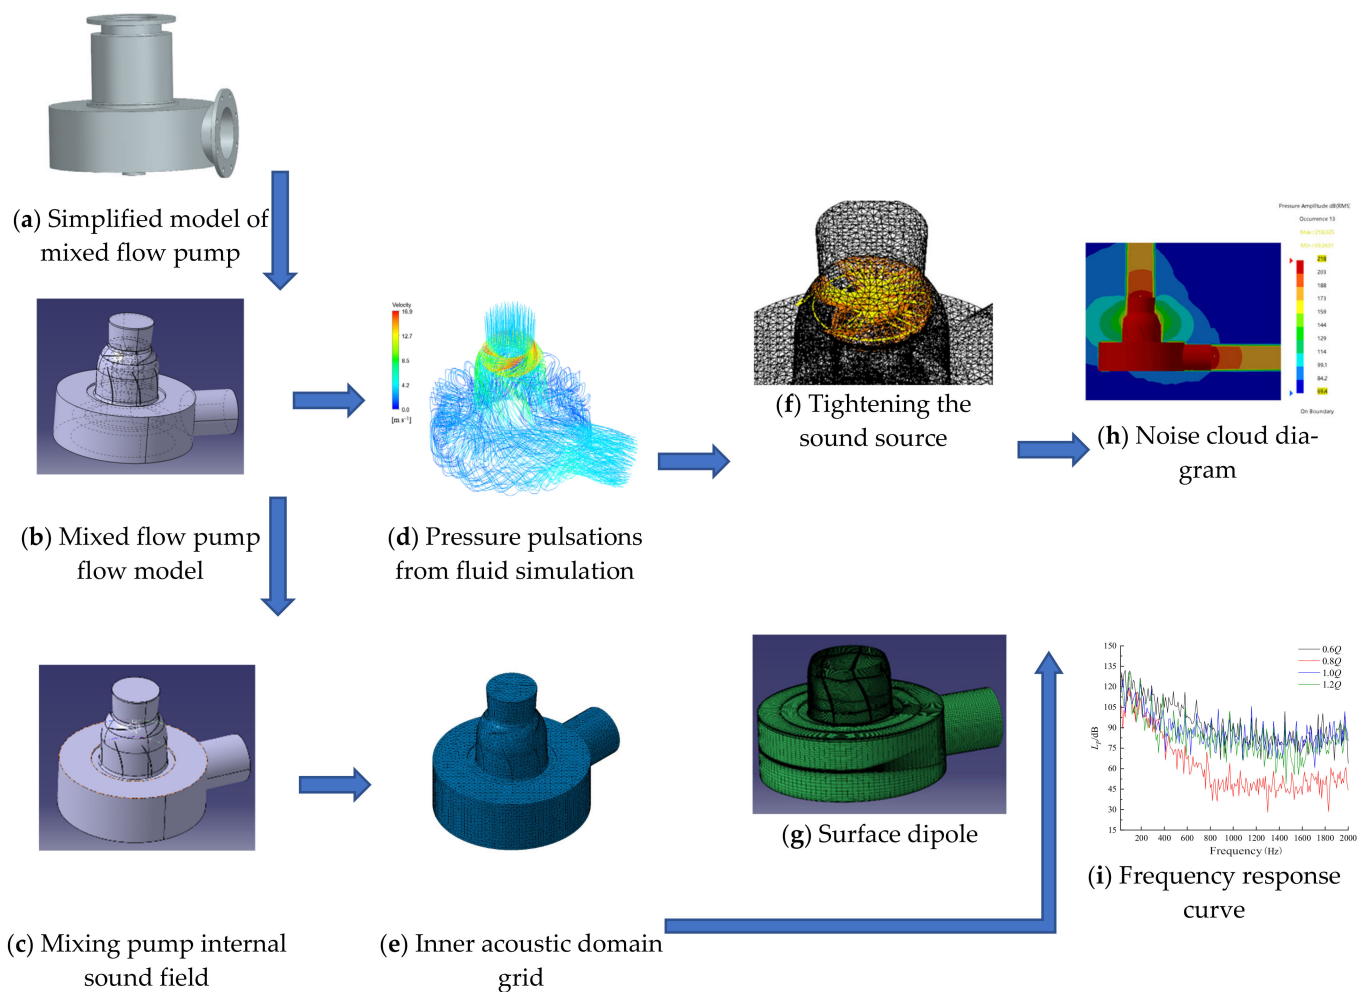 (a) Simplified model of
mixed flow pump
(b) Mixed flow pump
flow model
(c) Mixing pump internal
sound field
Velocity
16.9
12.7
8.5
4.2
0.0
[m s⁻¹]
(d) Pressure pulsations
from fluid simulation
(e) Inner acoustic domain
grid
(f) Tightening the
sound source
(g) Surface dipole
Pressure Amplitude dB(RMS)
Occurrence 13
218
203
188
173
159
144
129
114
99.1
84.2
69.4
On Boundary
(h) Noise cloud dia-
gram
150
135
120
105
90
75
60
45
30
15
Lp/dB
0.6Q
0.8Q
1.0Q
1.2Q
200 400 600 800 1000 1200 1400 1600 1800 2000
Frequency (Hz)
(i) Frequency response
curve